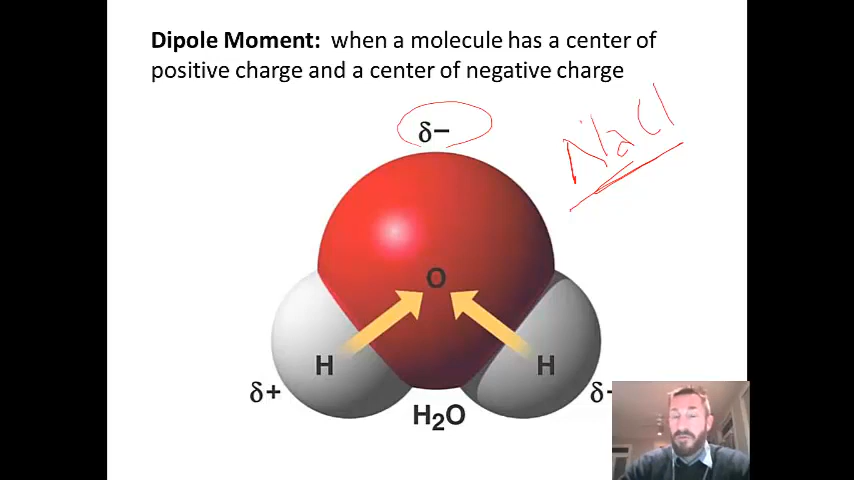 Dipole Moment: when a molecule has a center of
positive charge and a center of negative charge
δ−
NaCl
O
H
H
δ+
δ
H₂O